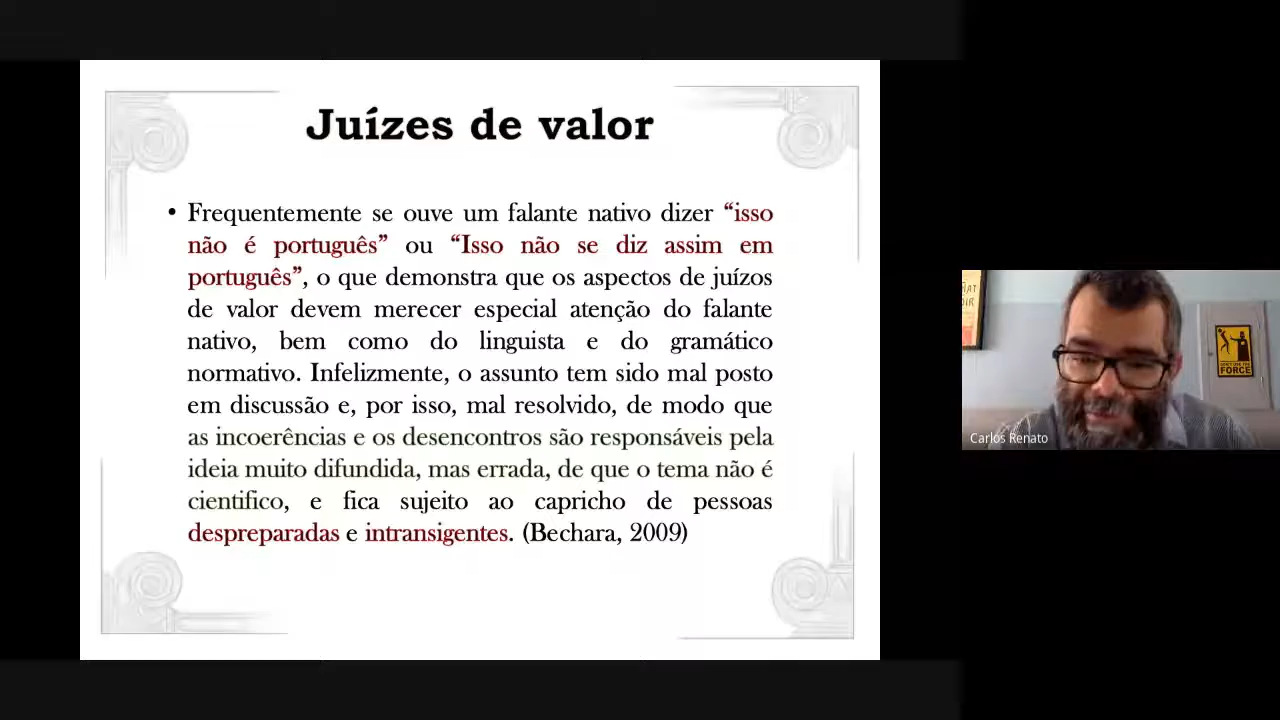 Juízes de valor
• Frequentemente se ouve um falante nativo dizer “isso
não é português” ou “Isso não se diz assim em
português”, o que demonstra que os aspectos de juízos
de valor devem merecer especial atenção do falante
nativo, bem como do linguista e do gramático
normativo. Infelizmente, o assunto tem sido mal posto
em discussão e, por isso, mal resolvido, de modo que
as incoerências e os desencontros são responsáveis pela
ideia muito difundida, mas errada, de que o tema não é
cientifico, e fica sujeito ao capricho de pessoas
despreparadas e intransigentes. (Bechara, 2009)
FORCE
Carlos Renato